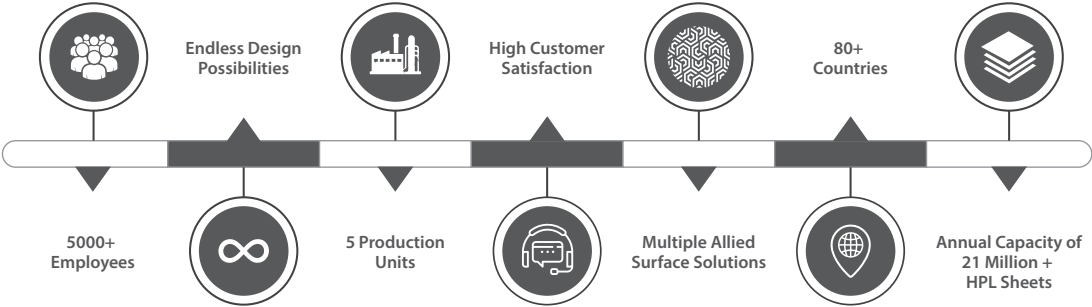 Endless Design
Possibilities
High Customer
Satisfaction
80+
Countries
5000+
Employees
5 Production
Units
Multiple Allied
Surface Solutions
Annual Capacity of
21 Million +
HPL Sheets